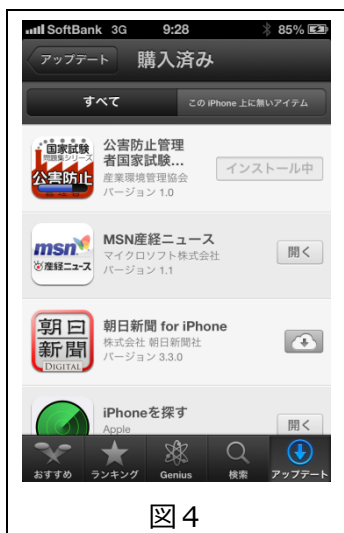 SoftBank 3G 9:28 85%
アップデート 購入済み
すべて この iPhone 上に無いアイテム
国家試験
問題集シリーズ
公害防止
公害防止管理
者国家試験...
産業環境管理協会
バージョン 1.0
インストール中
msn
産経ニュース
MSN産経ニュース
マイクロソフト株式会社
バージョン 1.1
開く
朝日
新聞
DIGITAL
朝日新聞 for iPhone
株式会社 朝日新聞社
バージョン 3.3.0
iPhoneを探す
Apple
開く
おすすめ ランキング Genius 検索 アップデート
図4